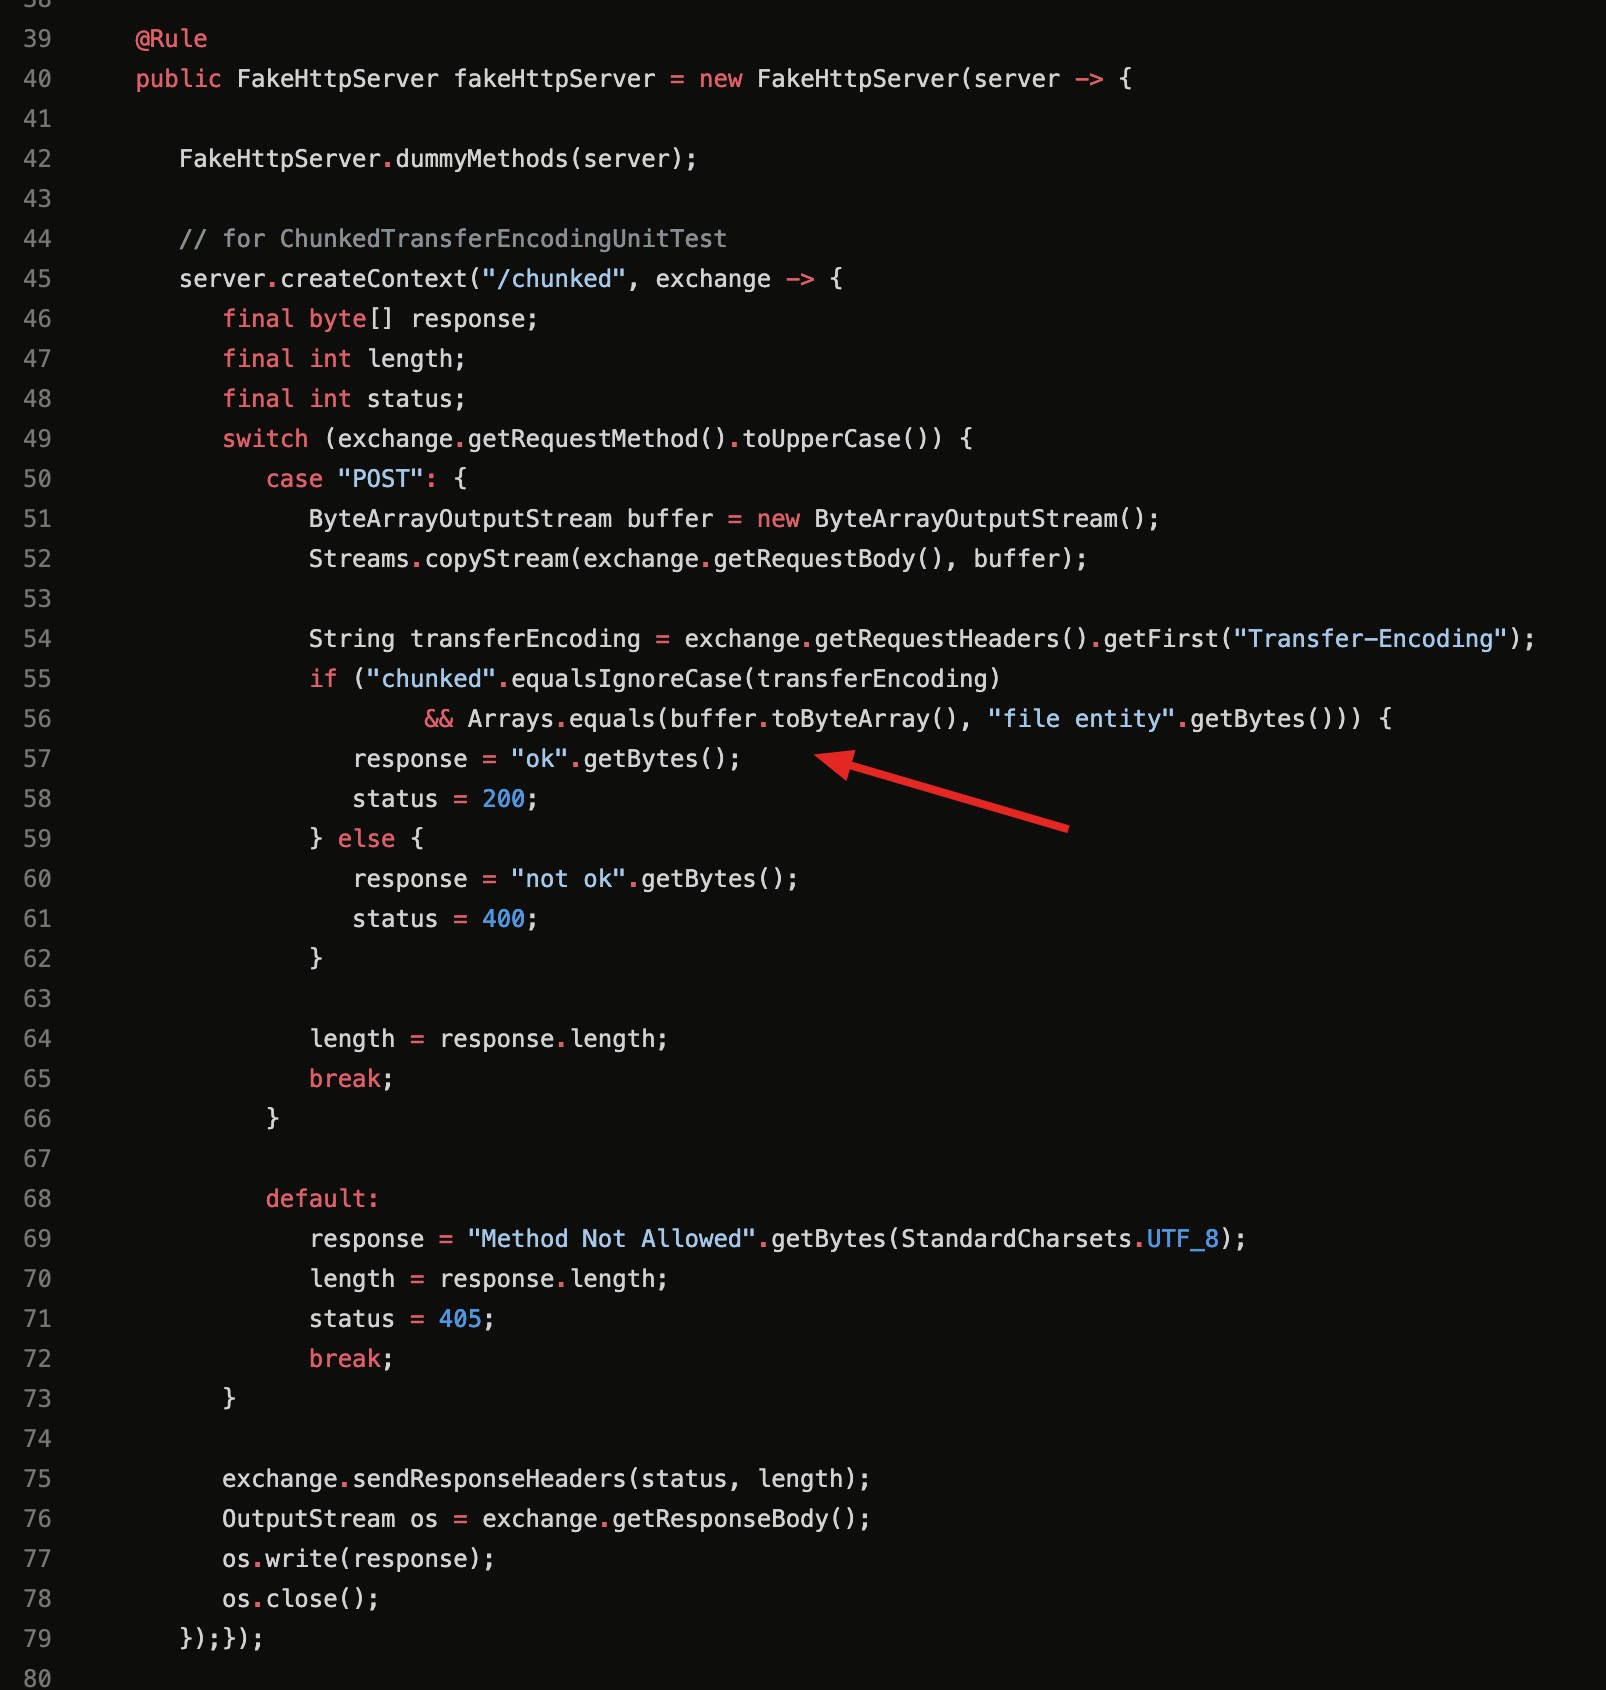 38
39 @Rule
40 public FakeHttpServer fakeHttpServer = new FakeHttpServer(server -> {
41
42 FakeHttpServer.dummyMethods(server);
43
44 // for ChunkedTransferEncodingUnitTest
45 server.createContext("/chunked", exchange -> {
46 final byte[] response;
47 final int length;
48 final int status;
49 switch (exchange.getRequestMethod().toUpperCase()) {
50 case "POST": {
51 ByteArrayOutputStream buffer = new ByteArrayOutputStream();
52 Streams.copyStream(exchange.getRequestBody(), buffer);
53
54 String transferEncoding = exchange.getRequestHeaders().getFirst("Transfer-Encoding");
55 if ("chunked".equalsIgnoreCase(transferEncoding)
56 && Arrays.equals(buffer.toByteArray(), "file entity".getBytes())) {
57 response = "ok".getBytes();
58 status = 200;
59 } else {
60 response = "not ok".getBytes();
61 status = 400;
62 }
63
64 length = response.length;
65 break;
66 }
67
68 default:
69 response = "Method Not Allowed".getBytes(StandardCharsets.UTF_8);
70 length = response.length;
71 status = 405;
72 break;
73 }
74
75 exchange.sendResponseHeaders(status, length);
76 OutputStream os = exchange.getResponseBody();
77 os.write(response);
78 os.close();
79 });});
80